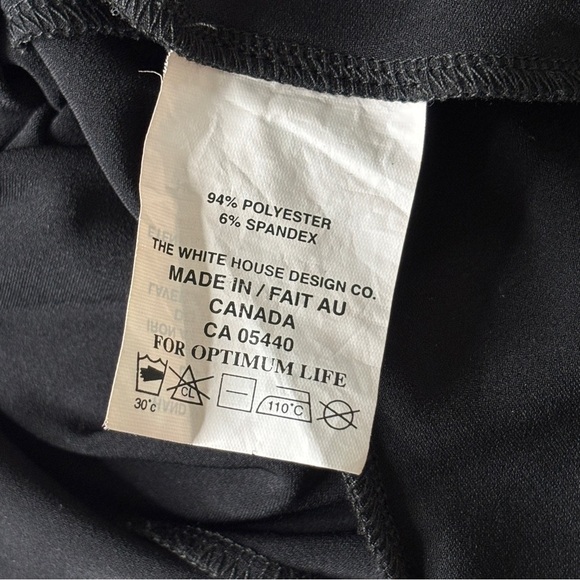 94% POLYESTER
6% SPANDEX
THE WHITE HOUSE DESIGN CO.
MADE IN / FAIT AU
CANADA
CA 05440
FOR OPTIMUM LIFE
CL
110°C
30°C